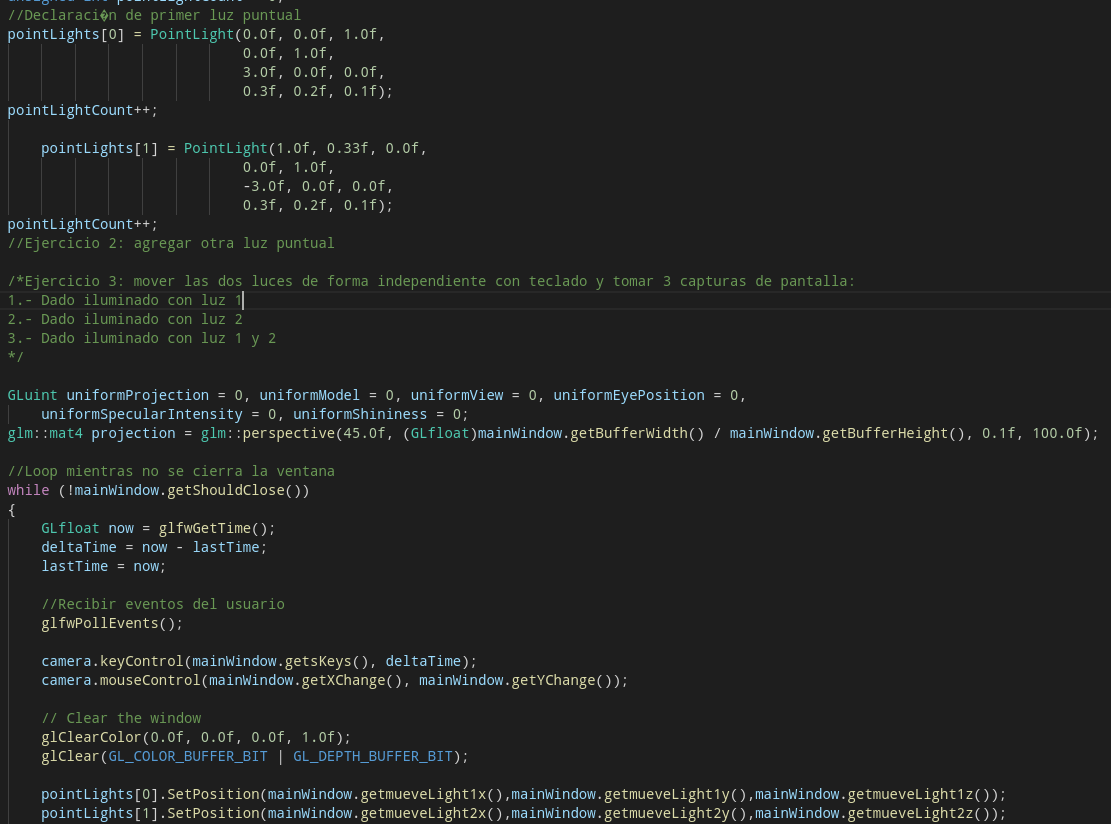 //Declaraci�n de primer luz puntual
pointLights[0] = PointLight(0.0f, 0.0f, 1.0f,
0.0f, 1.0f,
3.0f, 0.0f, 0.0f,
0.3f, 0.2f, 0.1f);
pointLightCount++;
pointLights[1] = PointLight(1.0f, 0.33f, 0.0f,
0.0f, 1.0f,
-3.0f, 0.0f, 0.0f,
0.3f, 0.2f, 0.1f);
pointLightCount++;
//Ejercicio 2: agregar otra luz puntual
/*Ejercicio 3: mover las dos luces de forma independiente con teclado y tomar 3 capturas de pantalla:
1.- Dado iluminado con luz 1
2.- Dado iluminado con luz 2
3.- Dado iluminado con luz 1 y 2
*/
GLuint uniformProjection = 0, uniformModel = 0, uniformView = 0, uniformEyePosition = 0,
uniformSpecularIntensity = 0, uniformShininess = 0;
glm::mat4 projection = glm::perspective(45.0f, (GLfloat)mainWindow.getBufferWidth() / mainWindow.getBufferHeight(), 0.1f, 100.0f);
//Loop mientras no se cierra la ventana
while (!mainWindow.getShouldClose())
{
GLfloat now = glfwGetTime();
deltaTime = now - lastTime;
lastTime = now;
//Recibir eventos del usuario
glfwPollEvents();
camera.keyControl(mainWindow.getsKeys(), deltaTime);
camera.mouseControl(mainWindow.getXChange(), mainWindow.getYChange());
// Clear the window
glClearColor(0.0f, 0.0f, 0.0f, 1.0f);
glClear(GL_COLOR_BUFFER_BIT | GL_DEPTH_BUFFER_BIT);
pointLights[0].SetPosition(mainWindow.getmueveLight1x(),mainWindow.getmueveLight1y(),mainWindow.getmueveLight1z());
pointLights[1].SetPosition(mainWindow.getmueveLight2x(),mainWindow.getmueveLight2y(),mainWindow.getmueveLight2z());